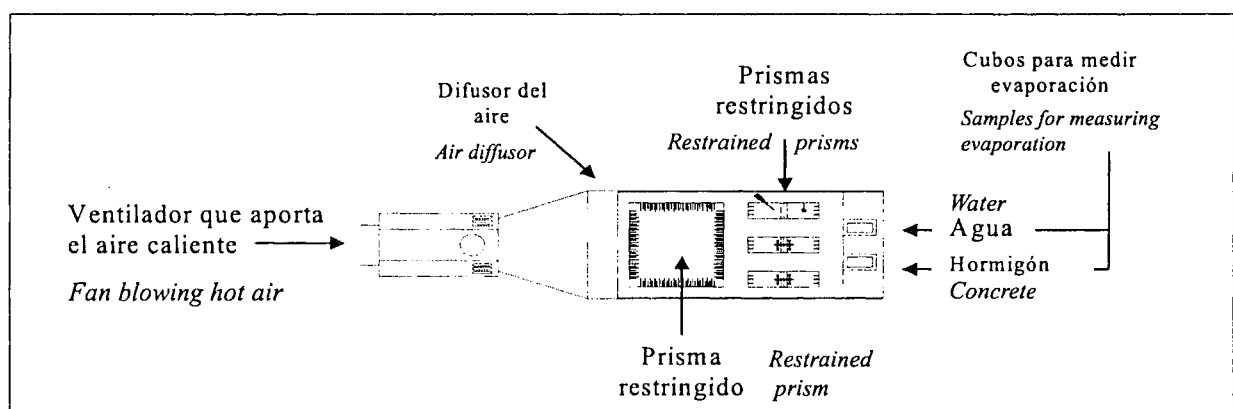 Ventilador que aporta
el aire caliente
Fan blowing hot air
Difusor del
aire
Air diffusor
Prismas
restringidos
Restrained prisms
Cubos para medir
evaporación
Samples for measuring
evaporation
Water
Agua
Hormigón
Concrete
Prisma
restringido
Restrained
prism